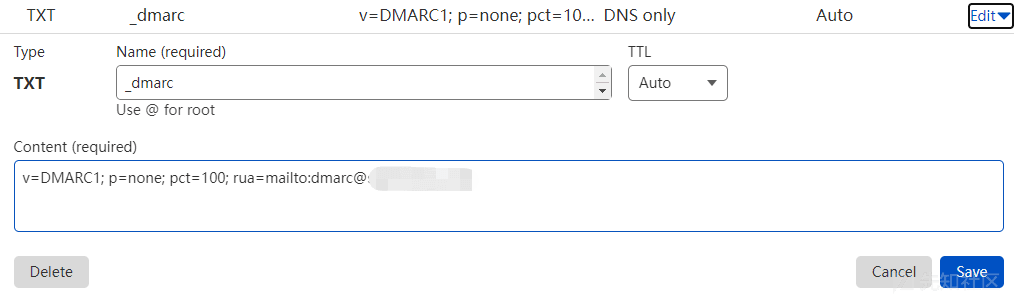 TXT _dmarc v=DMARC1; p=none; pct=10... DNS only Auto Edit
Type Name (required) TTL
TXT _dmarc Auto
Use @ for root
Content (required)
v=DMARC1; p=none; pct=100; rua=mailto:dmarc@
Delete Cancel Save